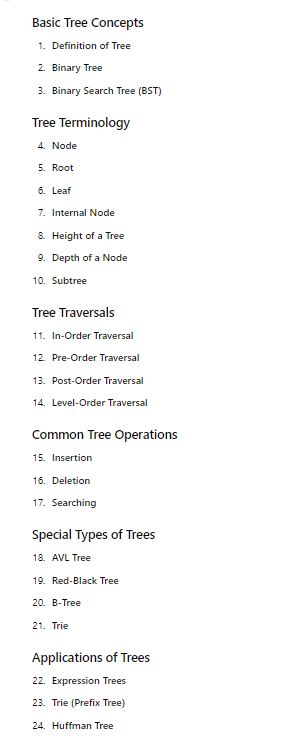 Basic Tree Concepts
1. Definition of Tree
2. Binary Tree
3. Binary Search Tree (BST)
Tree Terminology
4. Node
5. Root
6. Leaf
7. Internal Node
8. Height of a Tree
9. Depth of a Node
10. Subtree
Tree Traversals
11. In-Order Traversal
12. Pre-Order Traversal
13. Post-Order Traversal
14. Level-Order Traversal
Common Tree Operations
15. Insertion
16. Deletion
17. Searching
Special Types of Trees
18. AVL Tree
19. Red-Black Tree
20. B-Tree
21. Trie
Applications of Trees
22. Expression Trees
23. Trie (Prefix Tree)
24. Huffman Tree